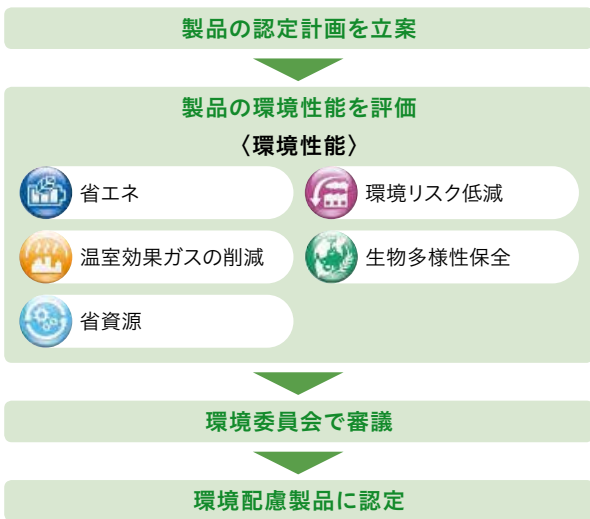 製品の認定計画を立案
製品の環境性能を評価
〈環境性能〉
省エネ
環境リスク低減
温室効果ガスの削減
生物多様性保全
省資源
環境委員会で審議
環境配慮製品に認定